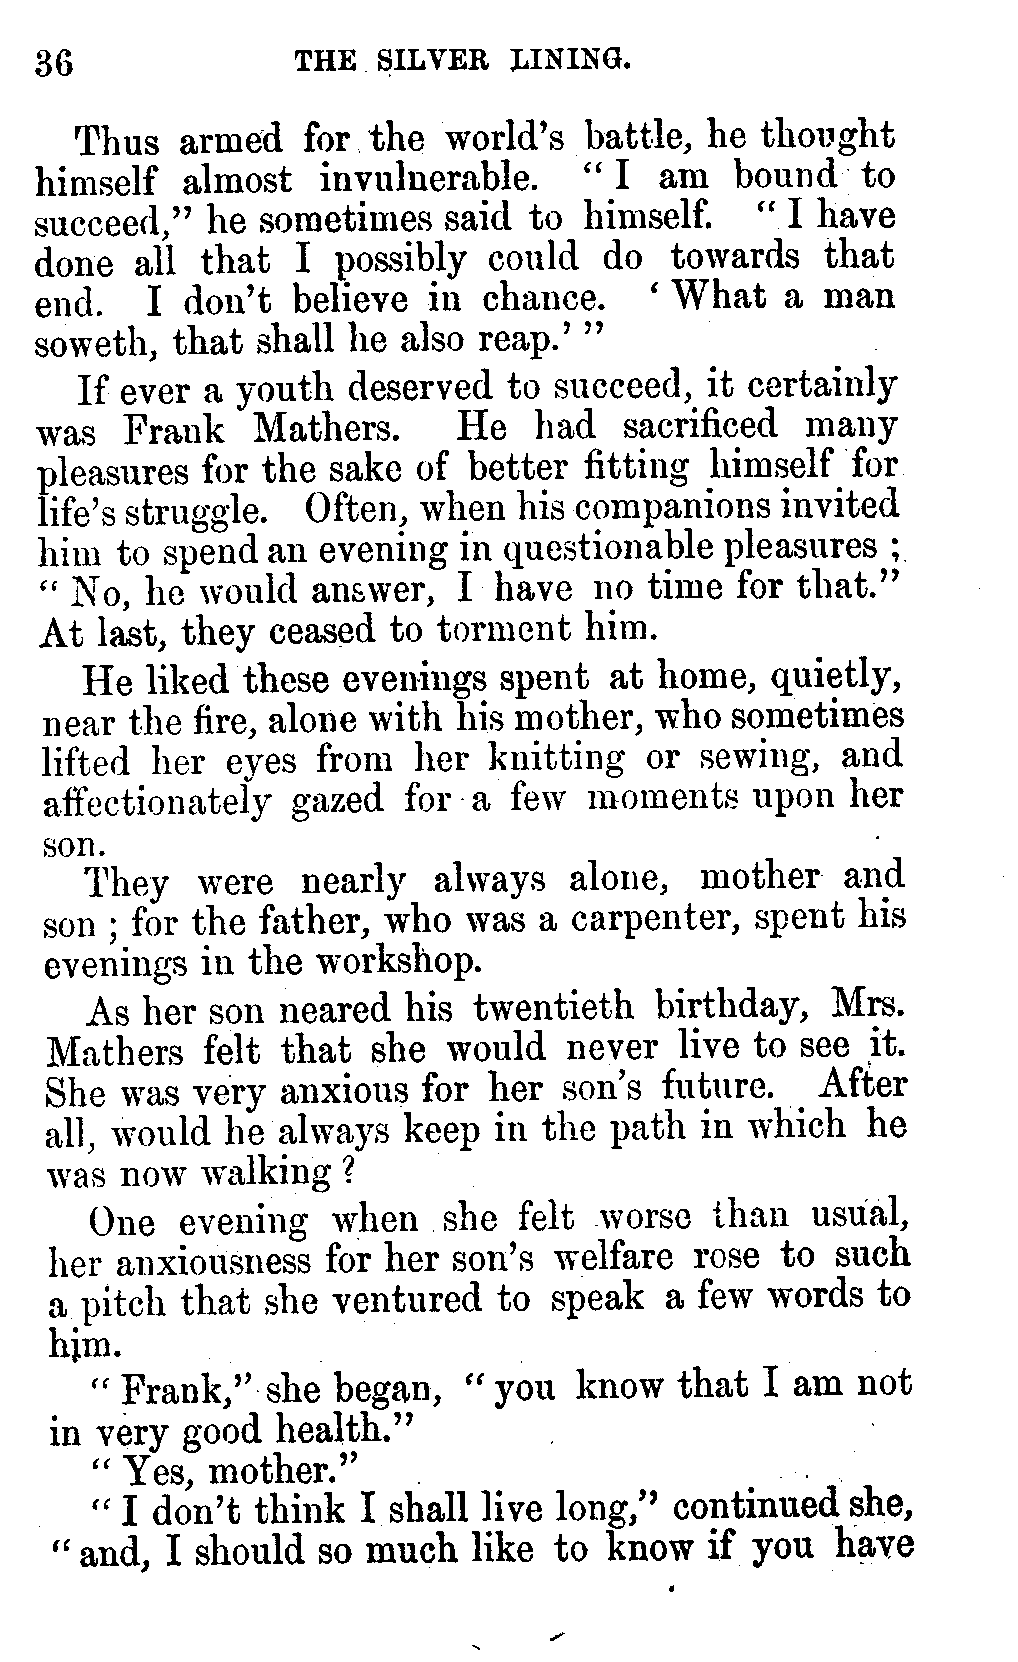 36 THE SILVER LINING.
Thus armed for the world's battle, he thought
himself almost invulnerable. “ I am bound to
succeed,” he sometimes said to himself. “ I have
done all that I possibly could do towards that
end. I don't believe in chance. ‘ What a man
soweth, that shall he also reap.’ ”
If ever a youth deserved to succeed, it certainly
was Frank Mathers. He had sacrificed many
pleasures for the sake of better fitting himself for
life's struggle. Often, when his companions invited
him to spend an evening in questionable pleasures ;
“ No, he would answer, I have no time for that.”
At last, they ceased to torment him.
He liked these evenings spent at home, quietly,
near the fire, alone with his mother, who sometimes
lifted her eyes from her knitting or sewing, and
affectionately gazed for a few moments upon her
son.
They were nearly always alone, mother and
son ; for the father, who was a carpenter, spent his
evenings in the workshop.
As her son neared his twentieth birthday, Mrs.
Mathers felt that she would never live to see it.
She was very anxious for her son's future. After
all, would he always keep in the path in which he
was now walking ?
One evening when she felt worse than usual,
her anxiousness for her son's welfare rose to such
a pitch that she ventured to speak a few words to
him.
“ Frank,” she began, “ you know that I am not
in very good health.”
“ Yes, mother.”
“ I don't think I shall live long,” continued she,
“ and, I should so much like to know if you have